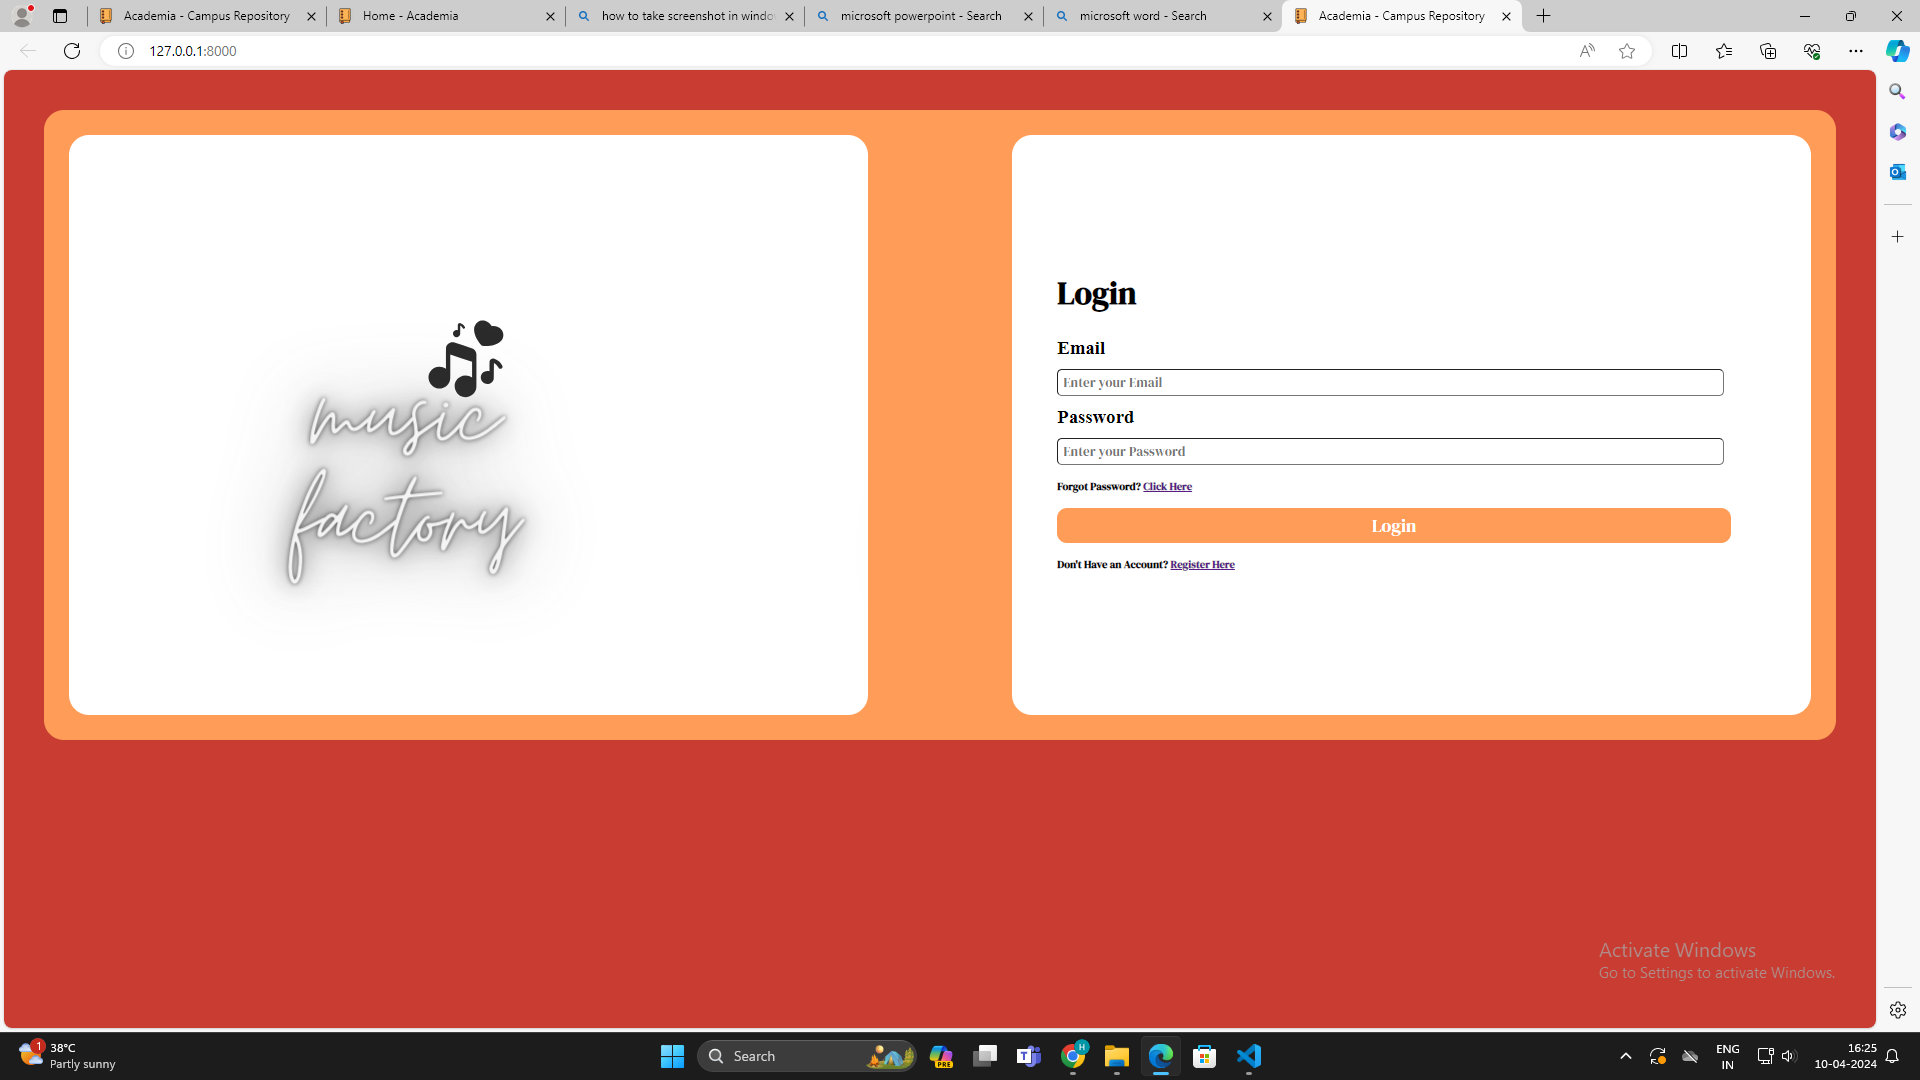 Academia - Campus Repository
Home - Academia
how to take screenshot in windo
microsoft powerpoint - Search
microsoft word - Search
Academia - Campus Repository
127.0.0.1:8000
music
factory
Login
Email
Enter your Email
Password
Enter your Password
Forgot Password? Click Here
Login
Don't Have an Account? Register Here
Activate Windows
Go to Settings to activate Windows.
1
38°C
Partly sunny
Search
PRE
T
H
ENG
IN
16:25
10-04-2024